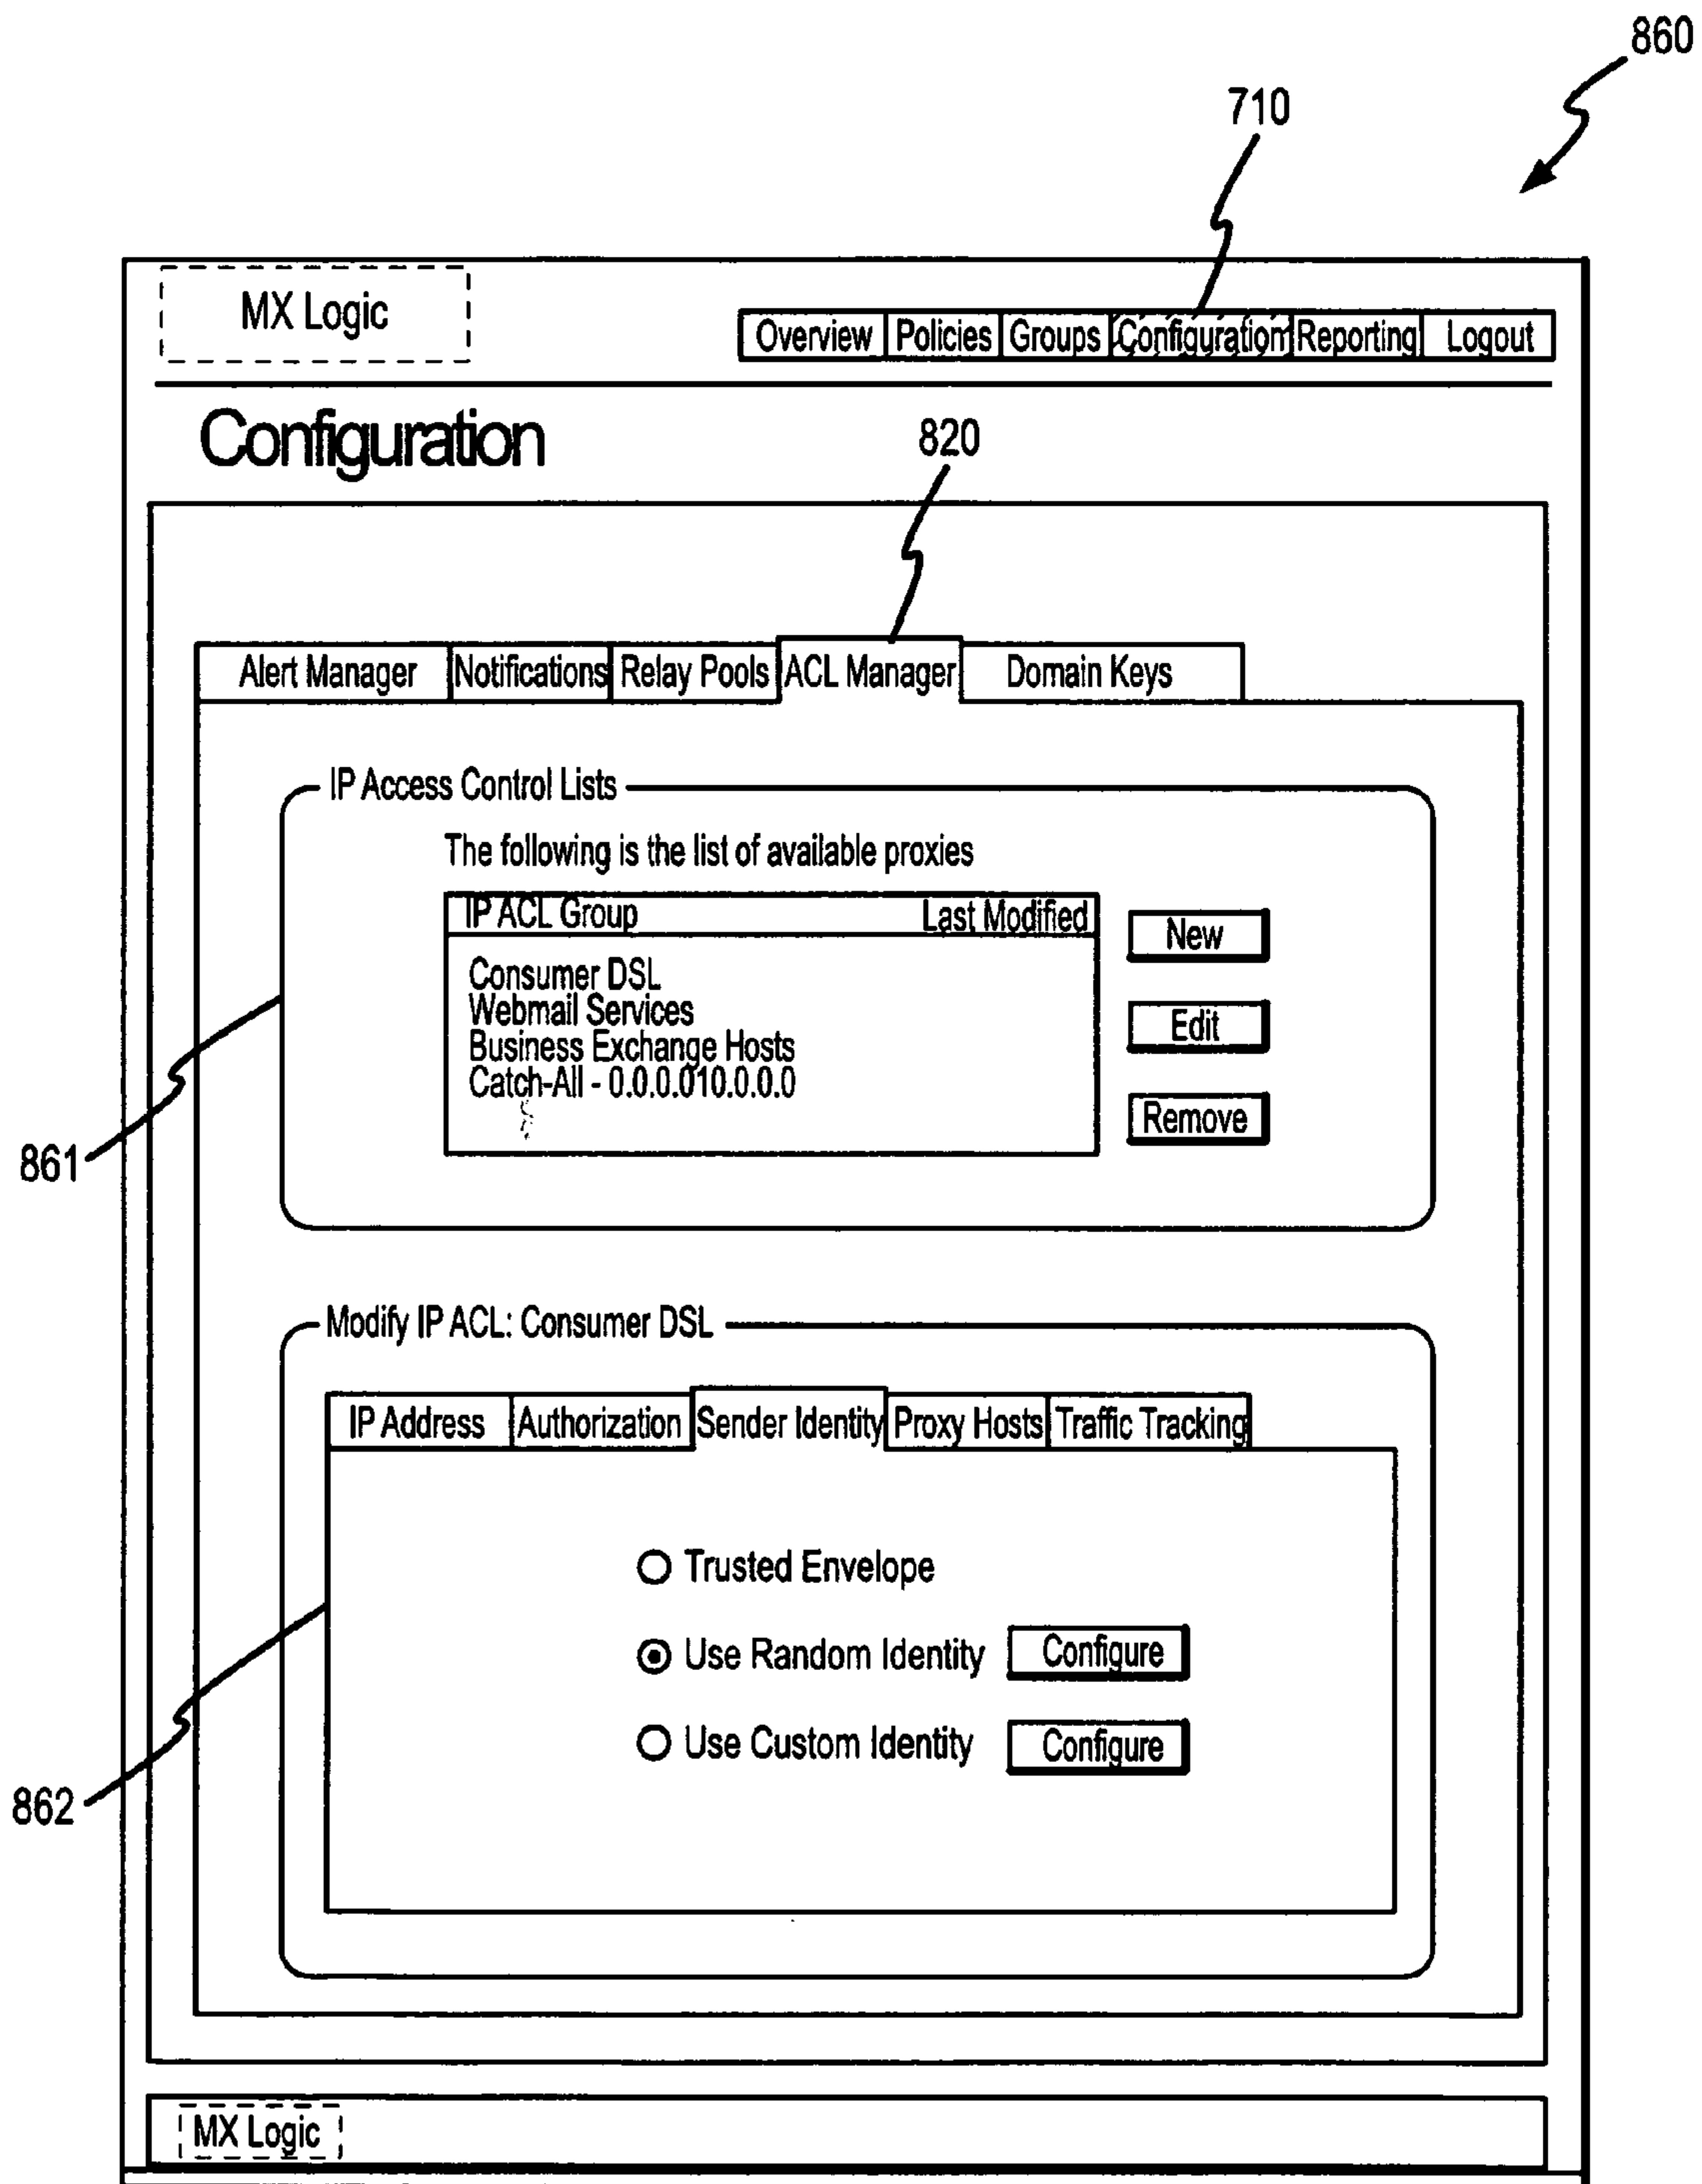 860
710
MX Logic
Overview Policies Groups Configuration Reporting Logout
Configuration
820
Alert Manager Notifications Relay Pools ACL Manager Domain Keys
IP Access Control Lists
The following is the list of available proxies
IP ACL Group Last Modified
New
Consumer DSL
Webmail Services
Edit
Business Exchange Hosts
Catch-All - 0.0.0.010.0.0.0
Remove
861
Modify IP ACL: Consumer DSL
IP Address Authorization Sender Identity Proxy Hosts Traffic Tracking
Trusted Envelope
Use Random Identity Configure
Use Custom Identity Configure
862
MX Logic